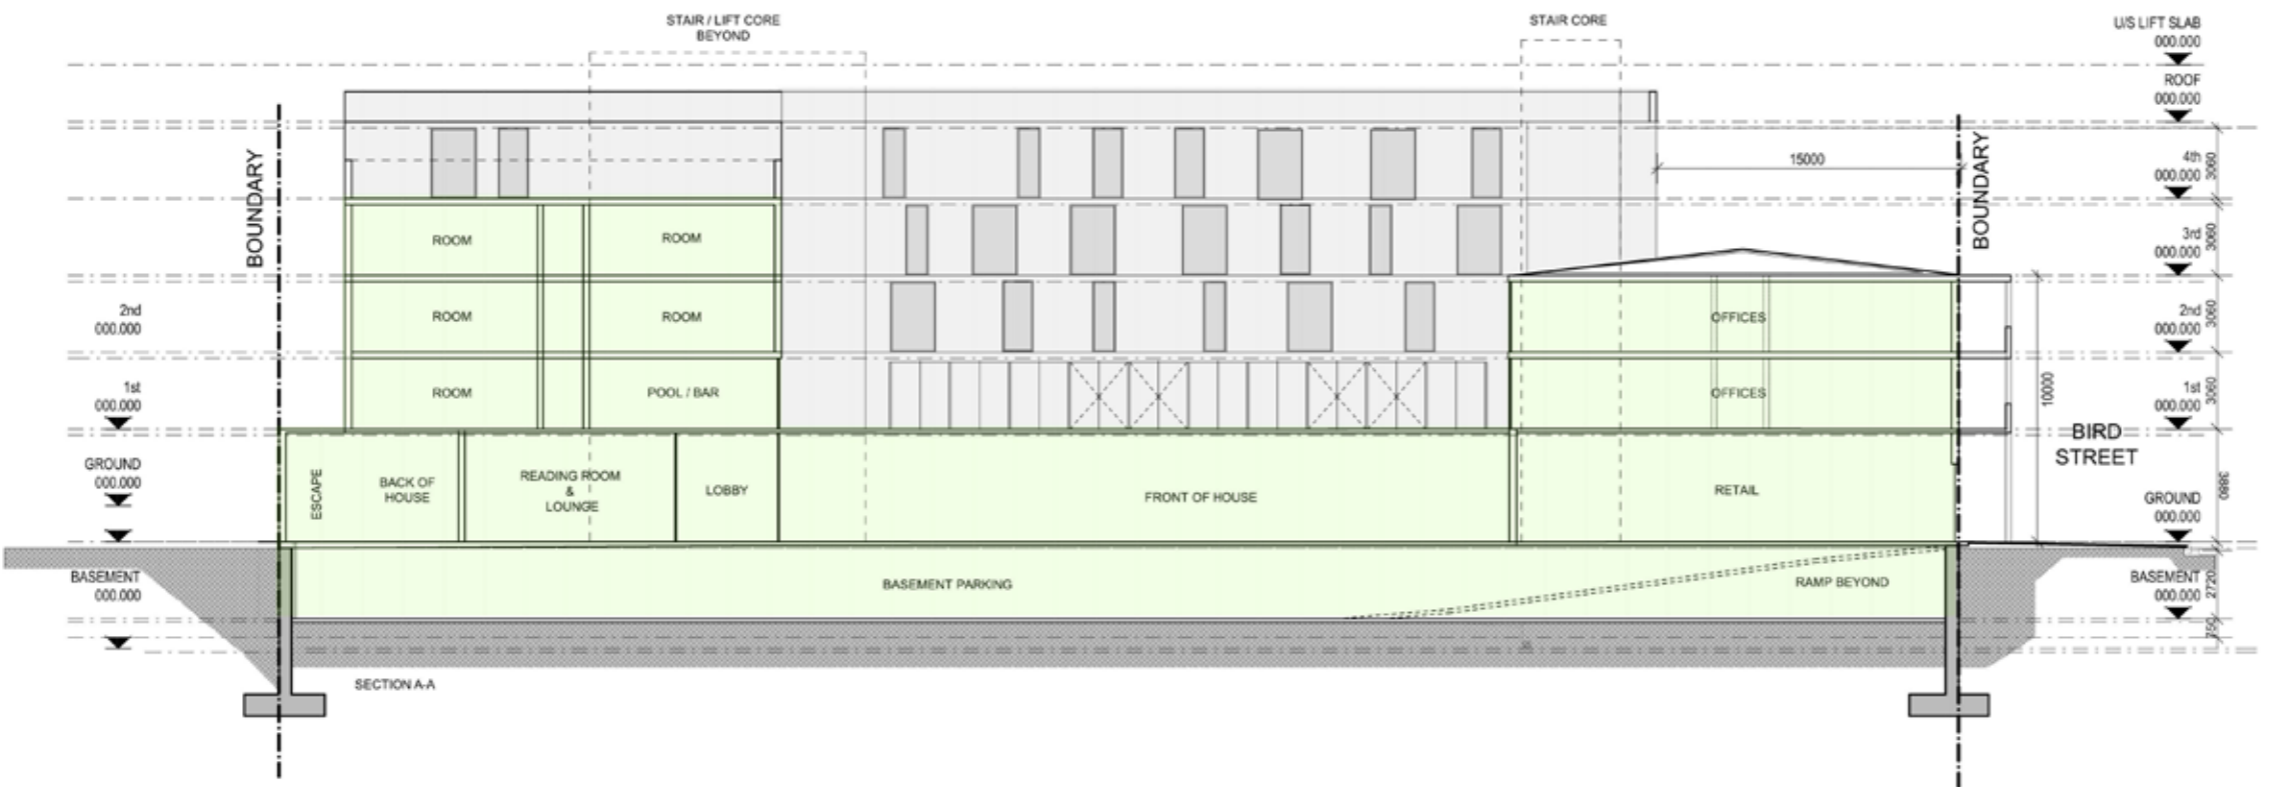 STAIR / LIFT CORE
BEYOND
STAIR CORE
U/S LIFT SLAB
000.000
ROOF
000.000
BOUNDARY
BOUNDARY
15000
4th
000.000
3060
ROOM
ROOM
3rd
000.000
3060
2nd
000.000
ROOM
ROOM
OFFICES
2nd
000.000
3060
1st
000.000
ROOM
POOL / BAR
OFFICES
10000
1st
000.000
3060
BIRD
STREET
GROUND
000.000
ESCAPE
BACK OF
HOUSE
READING ROOM
&
LOUNGE
LOBBY
FRONT OF HOUSE
RETAIL
GROUND
000.000
3880
BASEMENT
000.000
BASEMENT PARKING
RAMP BEYOND
BASEMENT
000.000
2720
SECTION A-A